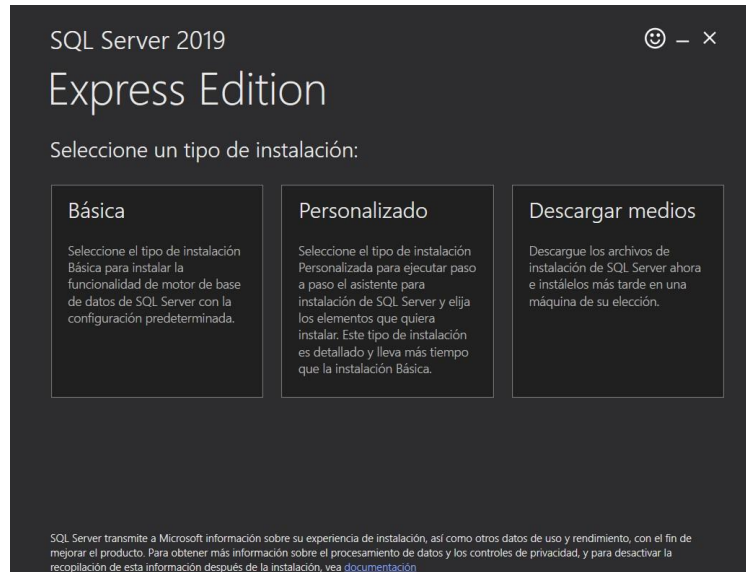 SQL Server 2019
Express Edition
Seleccione un tipo de instalación:
Básica
Seleccione el tipo de instalación
Básica para instalar la
funcionalidad de motor de base
de datos de SQL Server con la
configuración predeterminada.
Personalizado
Seleccione el tipo de instalación
Personalizada para ejecutar paso
a paso el asistente para
instalación de SQL Server y elija
los elementos que quiera
instalar. Este tipo de instalación
es detallado y lleva más tiempo
que la instalación Básica.
Descargar medios
Descargue los archivos de
instalación de SQL Server ahora
e instálelos más tarde en una
máquina de su elección.
SQL Server transmite a Microsoft información sobre su experiencia de instalación, así como otros datos de uso y rendimiento, con el fin de
mejorar el producto. Para obtener más información sobre el procesamiento de datos y los controles de privacidad, y para desactivar la
recopilación de esta información después de la instalación, vea documentación